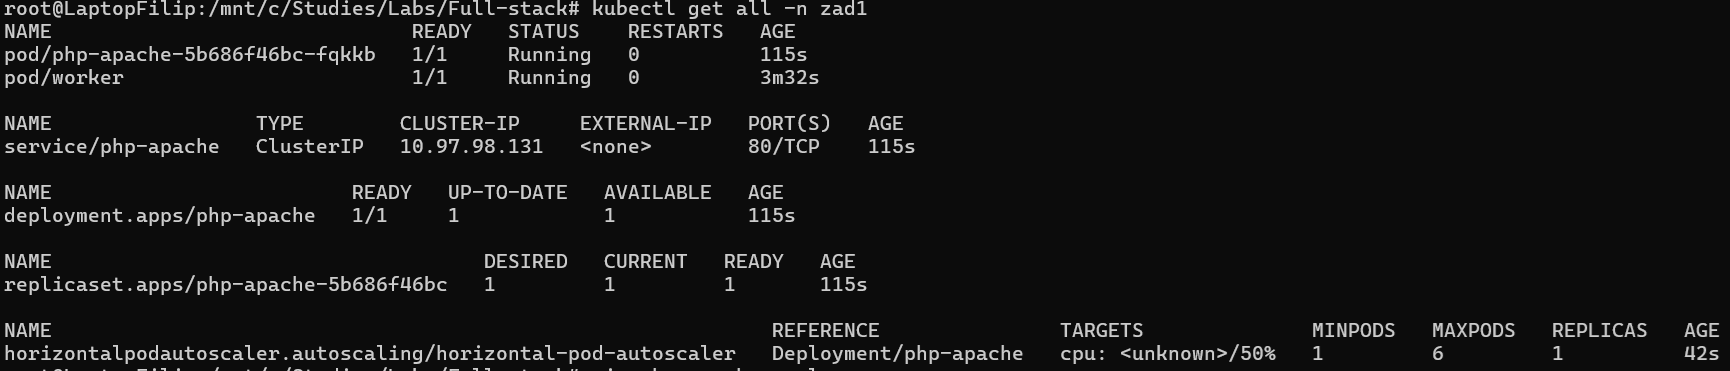 root@LaptopFilip:/mnt/c/Studies/Labs/Full-stack# kubectl get all -n zad1
NAME READY STATUS RESTARTS AGE
pod/php-apache-5b686f46bc-fqkkb 1/1 Running 0 115s
pod/worker 1/1 Running 0 3m32s
NAME TYPE CLUSTER-IP EXTERNAL-IP PORT(S) AGE
service/php-apache ClusterIP 10.97.98.131 <none> 80/TCP 115s
NAME READY UP-TO-DATE AVAILABLE AGE
deployment.apps/php-apache 1/1 1 1 115s
NAME DESIRED CURRENT READY AGE
replicaset.apps/php-apache-5b686f46bc 1 1 1 115s
NAME REFERENCE TARGETS MINPODS MAXPODS REPLICAS AGE
horizontalpodautoscaler.autoscaling/horizontal-pod-autoscaler Deployment/php-apache cpu: <unknown>/50% 1 6 1 42s